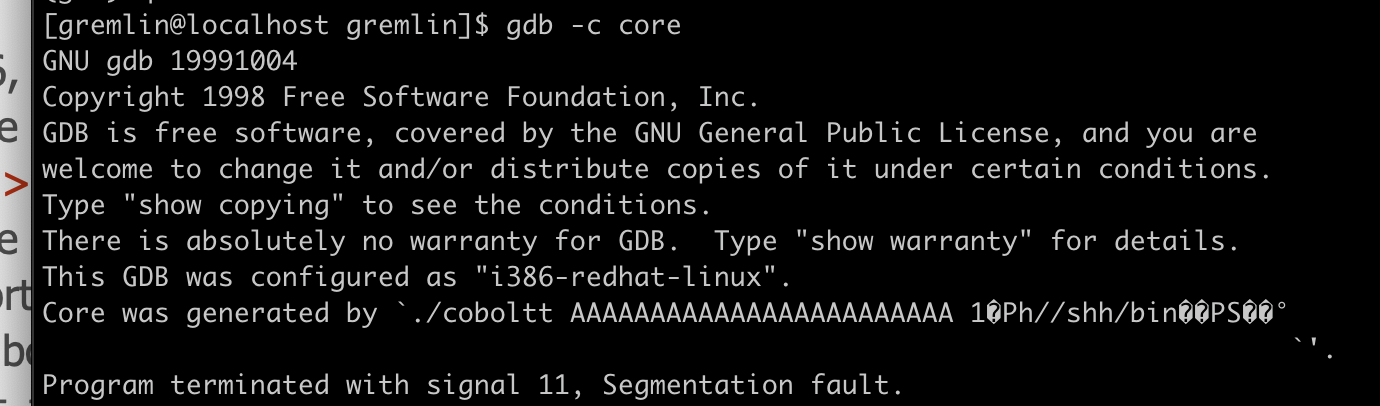 [gremlin@localhost gremlin]$ gdb -c core
GNU gdb 19991004
Copyright 1998 Free Software Foundation, Inc.
GDB is free software, covered by the GNU General Public License, and you are
welcome to change it and/or distribute copies of it under certain conditions.
Type "show copying" to see the conditions.
There is absolutely no warranty for GDB.  Type "show warranty" for details.
This GDB was configured as "i386-redhat-linux".
Core was generated by `./coboltt AAAAAAAAAAAAAAAAAAAAAAAA 1�Ph//shh/bin��PS��°
`'.
Program terminated with signal 11, Segmentation fault.